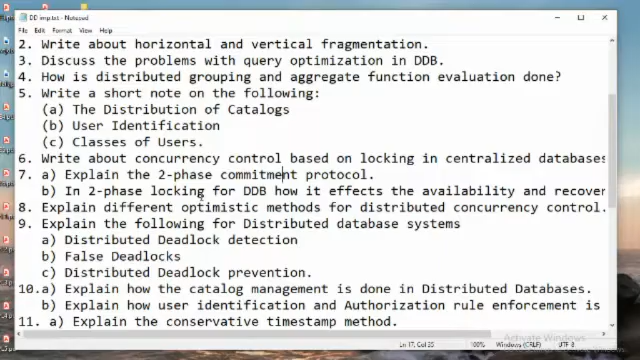 DD imp.txt - Notepad
File Edit Format View Help
2. Write about horizontal and vertical fragmentation.
3. Discuss the problems with query optimization in DDB.
4. How is distributed grouping and aggregate function evaluation done?
5. Write a short note on the following:
(a) The Distribution of Catalogs
(b) User Identification
(c) Classes of Users.
6. Write about concurrency control based on locking in centralized databases
7. a) Explain the 2-phase commitment protocol.
b) In 2-phase locking for DDB how it effects the availability and recover
8. Explain different optimistic methods for distributed concurrency control.
9. Explain the following for Distributed database systems
a) Distributed Deadlock detection
b) False Deadlocks
c) Distributed Deadlock prevention.
10.a) Explain how the catalog management is done in Distributed Databases.
b) Explain how user identification and Authorization rule enforcement is
11. a) Explain the conservative timestamp method.
Activate Windows
Ln 17, Col 35 100% Windows (CRLF) UTF-8